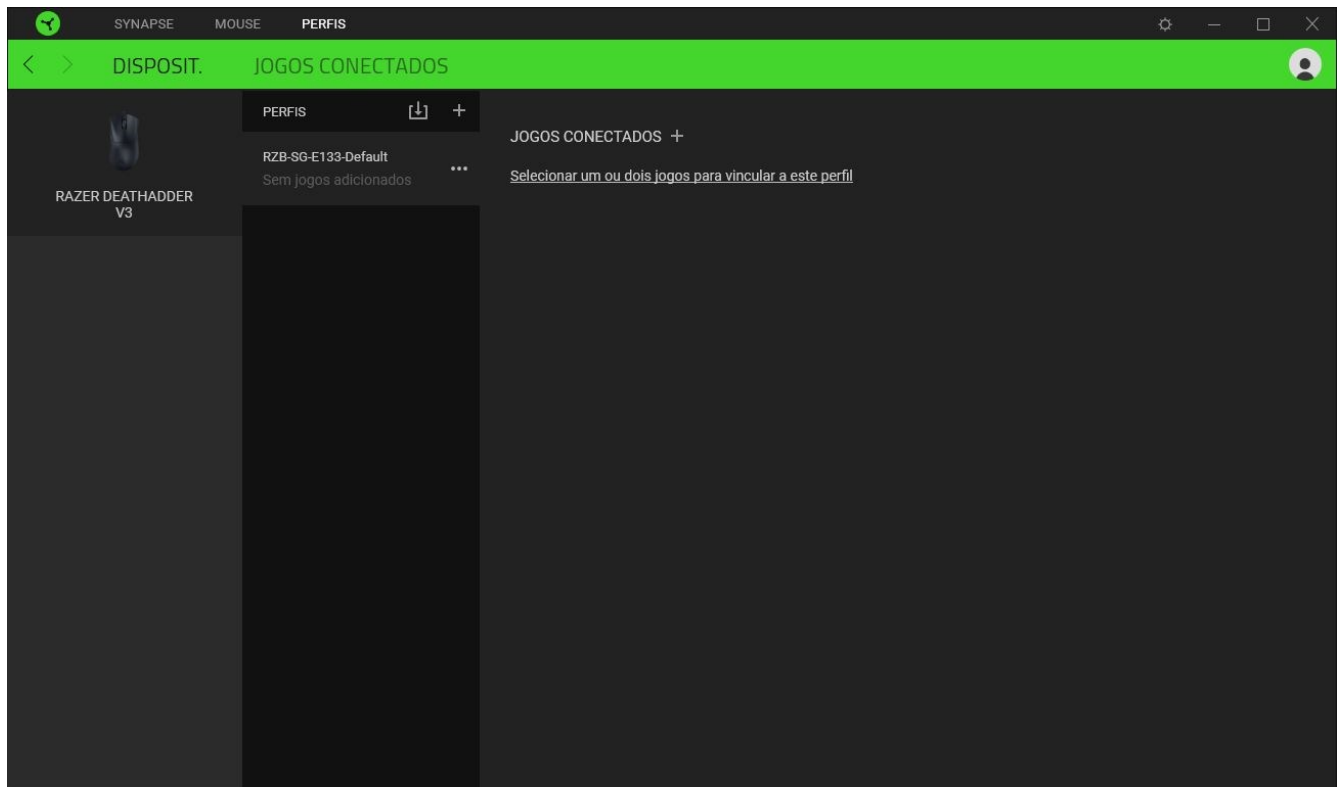 SYNAPSE MOUSE PERFIS
DISPOSIT. JOGOS CONECTADOS
RAZER DEATHADDER
V3
PERFIS
RZB-SG-E133-Default
Sem jogos adicionados
JOGOS CONECTADOS +
Selecionar um ou dois jogos para vincular a este perfil